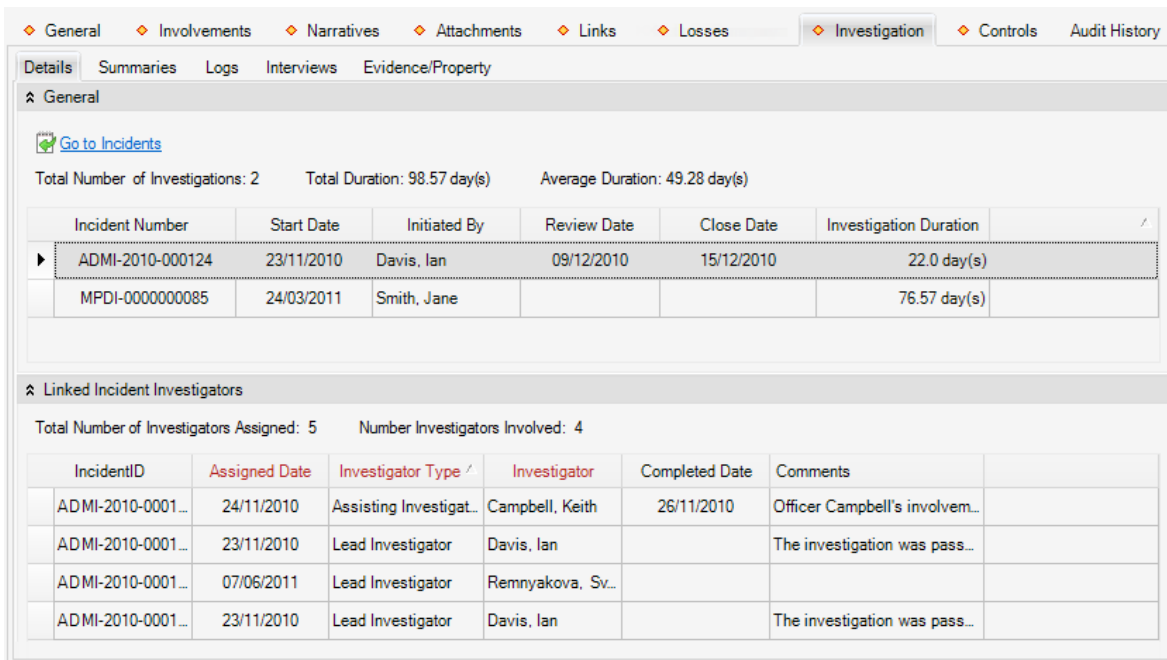 General Involvements Narratives Attachments Links Losses Investigation Controls Audit History
Details Summaries Logs Interviews Evidence/Property
General
Go to Incidents
Total Number of Investigations: 2 Total Duration: 98.57 day(s) Average Duration: 49.28 day(s)
Incident Number Start Date Initiated By Review Date Close Date Investigation Duration
ADMI-2010-000124 23/11/2010 Davis, Ian 09/12/2010 15/12/2010 22.0 day(s)
MPDI-0000000085 24/03/2011 Smith, Jane 76.57 day(s)
Linked Incident Investigators
Total Number of Investigators Assigned: 5 Number Investigators Involved: 4
IncidentID Assigned Date Investigator Type Investigator Completed Date Comments
ADMI-2010-0001... 24/11/2010 Assisting Investigat... Campbell, Keith 26/11/2010 Officer Campbell's involvem...
ADMI-2010-0001... 23/11/2010 Lead Investigator Davis, Ian The investigation was pass...
ADMI-2010-0001... 07/06/2011 Lead Investigator Remnyakova, Sv...
ADMI-2010-0001... 23/11/2010 Lead Investigator Davis, Ian The investigation was pass...